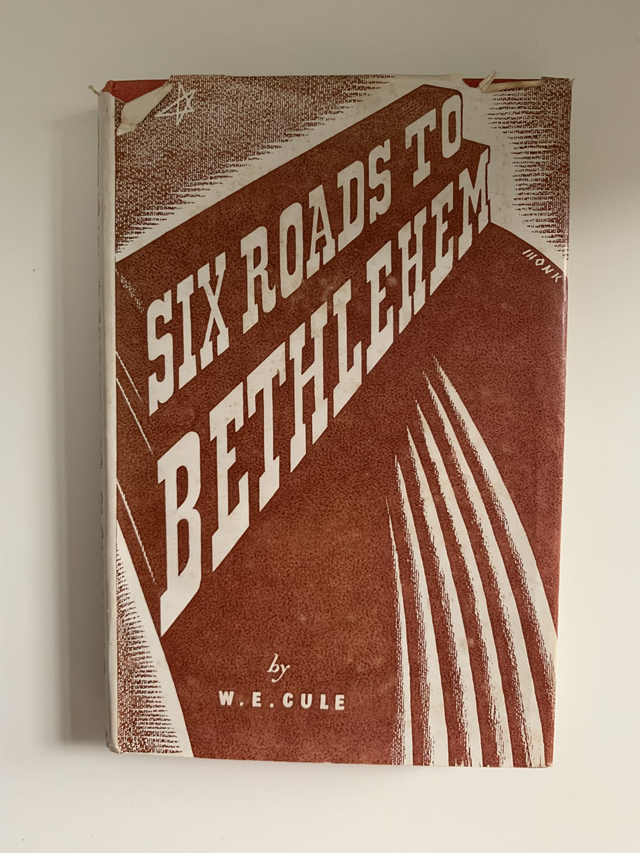 SIX ROADS TO
BETHLEHEM
MONK
by
W. E. CULE